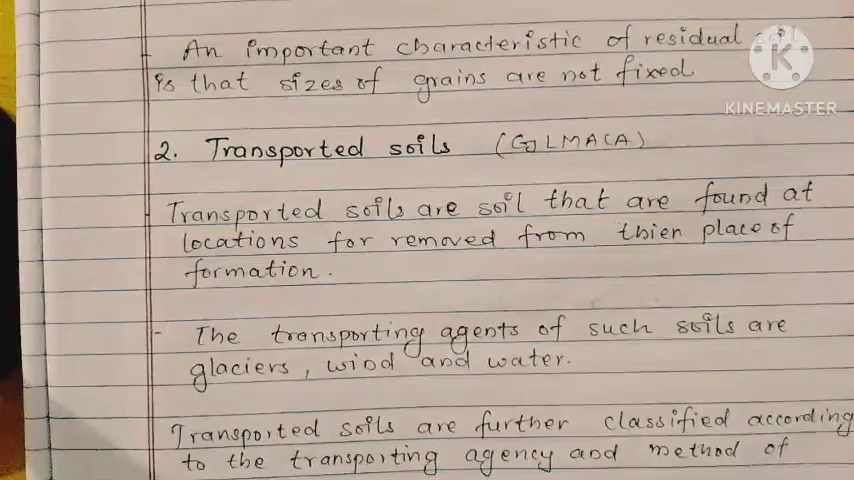 An important characteristic of residual
is that sizes of grains are not fixed
KINEMASTER
2. Transported soils (GLMACA)
Transported soils are soil that are found at
locations for removed from thier place of
formation.
- The transporting agents of such soils are
glaciers, wind and water.
Transported soils are further classified according
to the transporting agency and method of